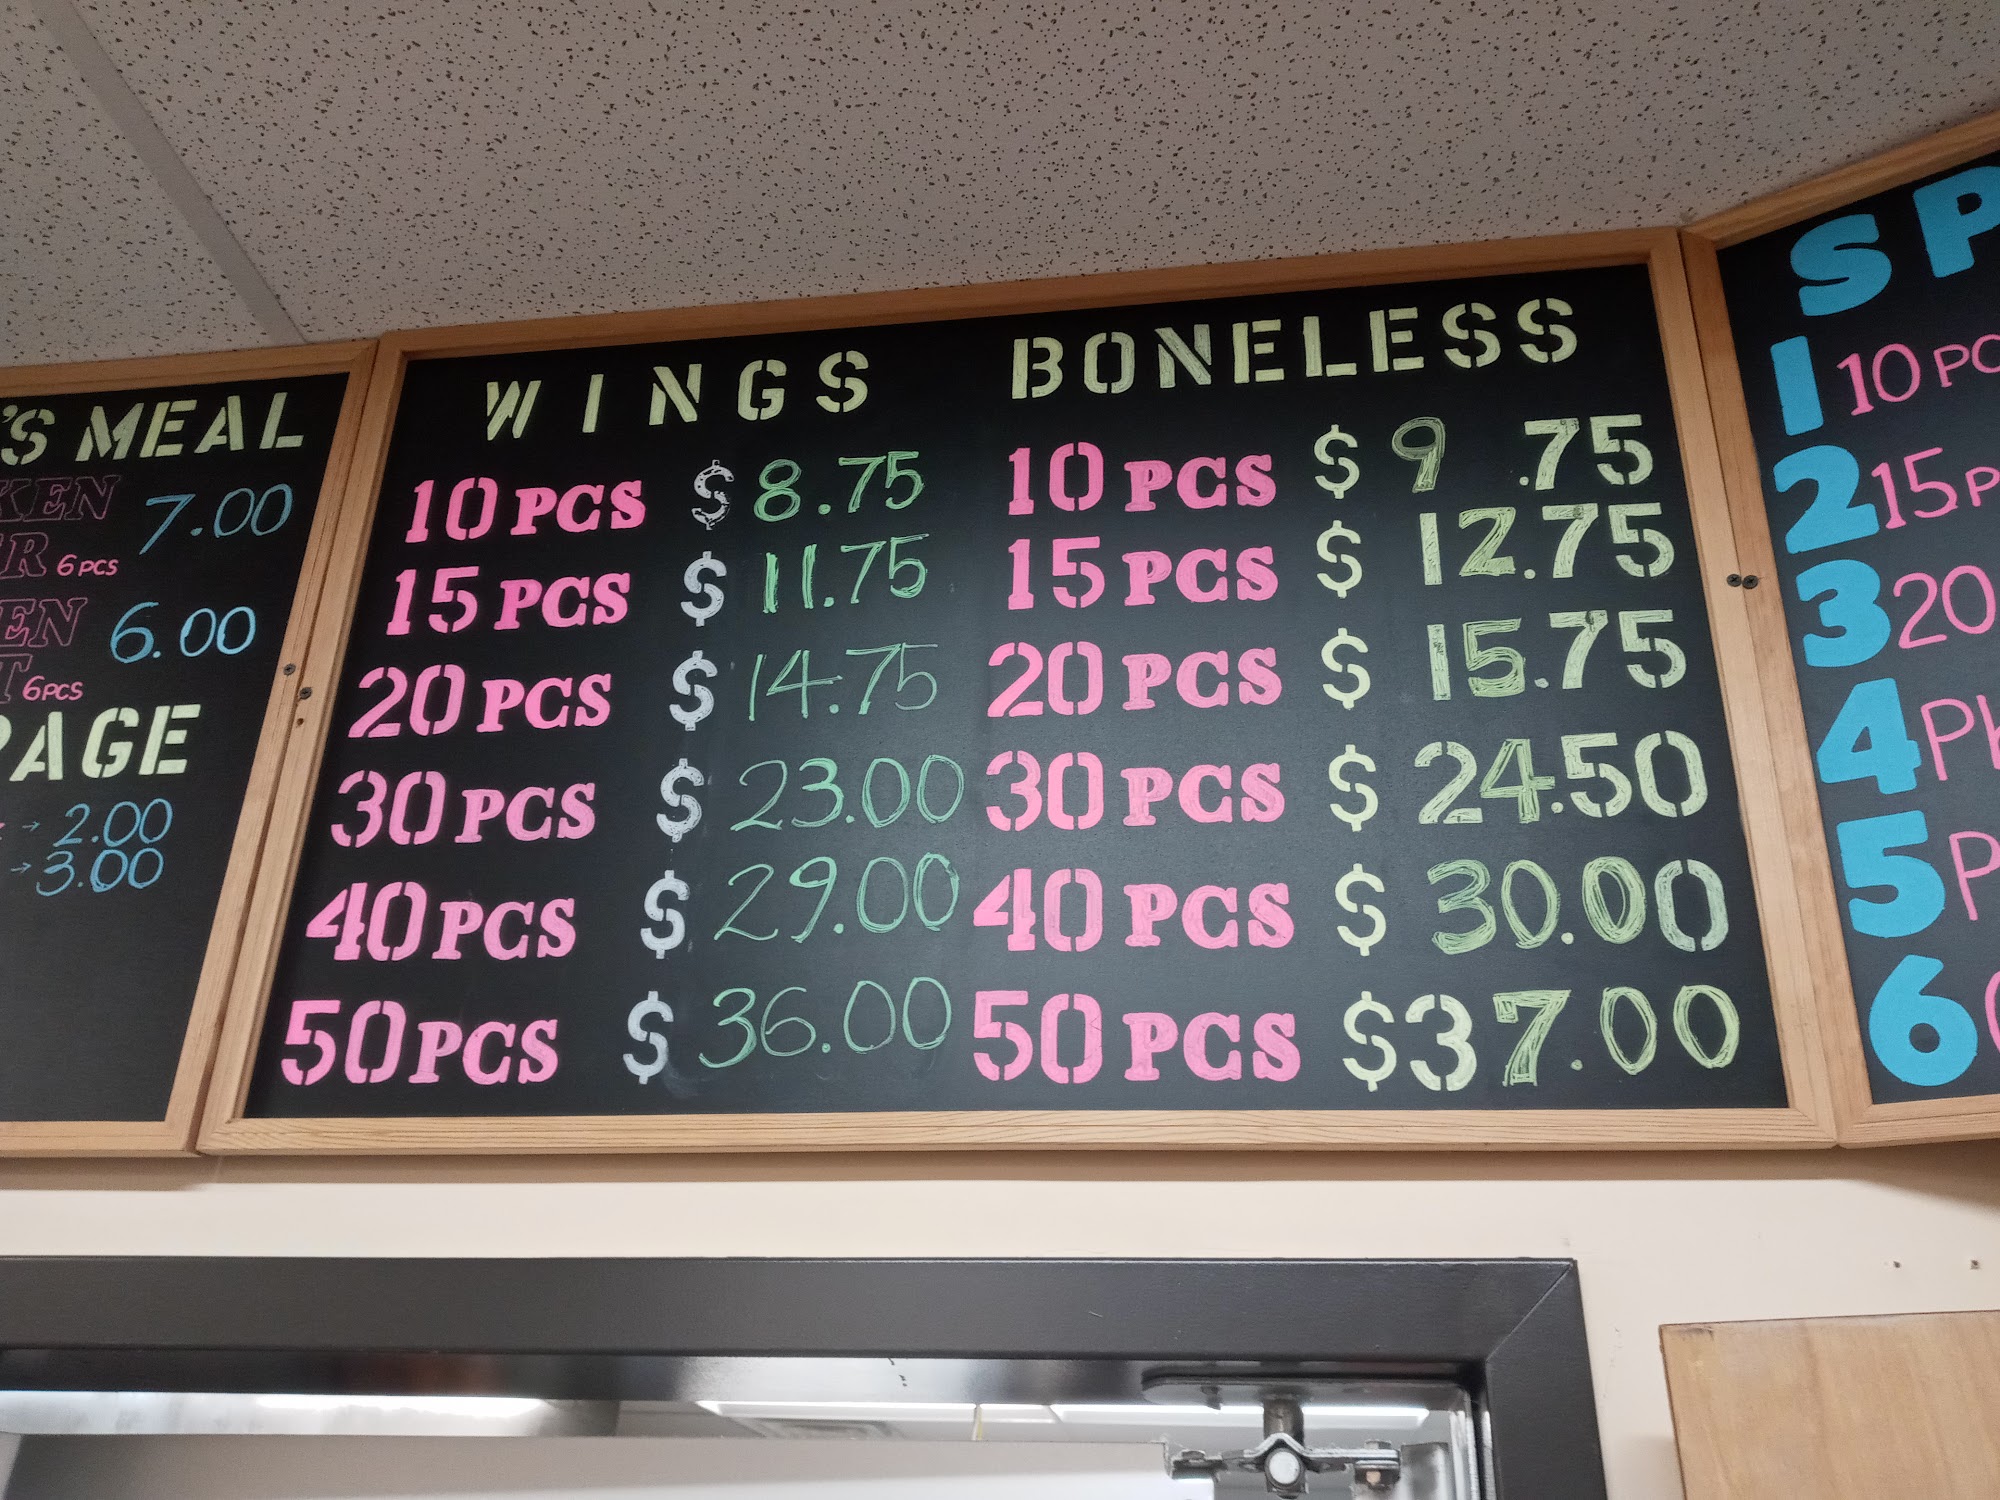 'S MEAL
7.00
6PCS
6.00
6PCS
→ 2.00
→ 3.00
WINGS BONELESS
10 PCS $ 8.75 10 PCS $ 9.75
15 PCS $ 11.75 15 PCS $ 12.75
20 PCS $ 14.75 20 PCS $ 15.75
30 PCS $ 23.00 30 PCS $ 24.50
40 PCS $ 29.00 40 PCS $ 30.00
50 PCS $ 36.00 50 PCS $37.00
1 10
2 15
3 20
4
5
6